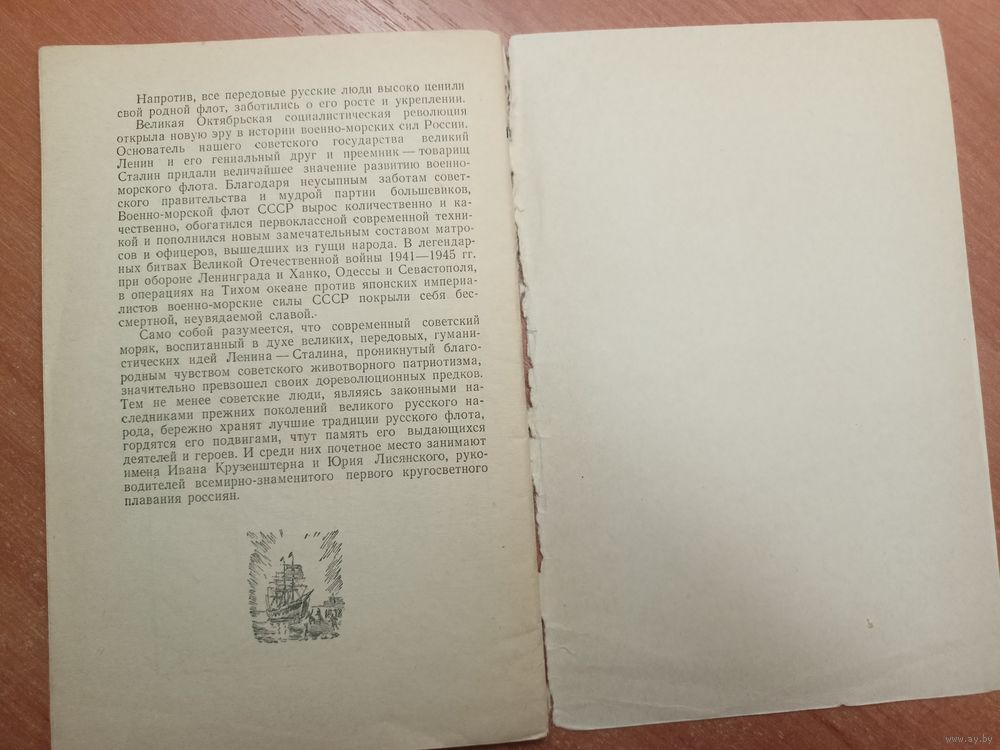 Напротив, все передовые русские люди высоко ценили
свой родной флот, заботились о его росте и укреплении.
Великая Октябрьская социалистическая революция
открыла новую эру в истории военно-морских сил России.
Основатель нашего советского государства великий
Ленин и его гениальный друг и преемник — товарищ
Сталин придали величайшее значение развитию военно-
морского флота. Благодаря неусыпным заботам совет-
ского правительства и мудрой партии большевиков,
Военно-морской флот СССР вырос количественно и ка-
чественно, обогатился первоклассной современной техни-
кой и пополнился новым замечательным составом матро-
сов и офицеров, вышедших из гущи народа. В легендар-
ных битвах Великой Отечественной войны 1941—1945 гг.
при обороне Ленинграда и Ханко, Одессы и Севастополя,
в операциях на Тихом океане против японских империа-
листов военно-морские силы СССР покрыли себя бес-
смертной, неувядаемой славой.
Само собой разумеется, что современный советский
моряк, воспитанный в духе великих, передовых, гумани-
стических идей Ленина — Сталина, проникнутый благо-
родным чувством советского животворного патриотизма,
значительно превзошел своих дореволюционных предков.
Тем не менее советские люди, являясь законными на-
следниками прежних поколений великого русского на-
рода, бережно хранят лучшие традиции русского флота,
гордятся его подвигами, чтут память его выдающихся
деятелей и героев. И среди них почетное место занимают
имена Ивана Крузенштерна и Юрия Лисянского, руко-
водителей всемирно-знаменитого первого кругосветного
плавания россиян.
www.ay.by